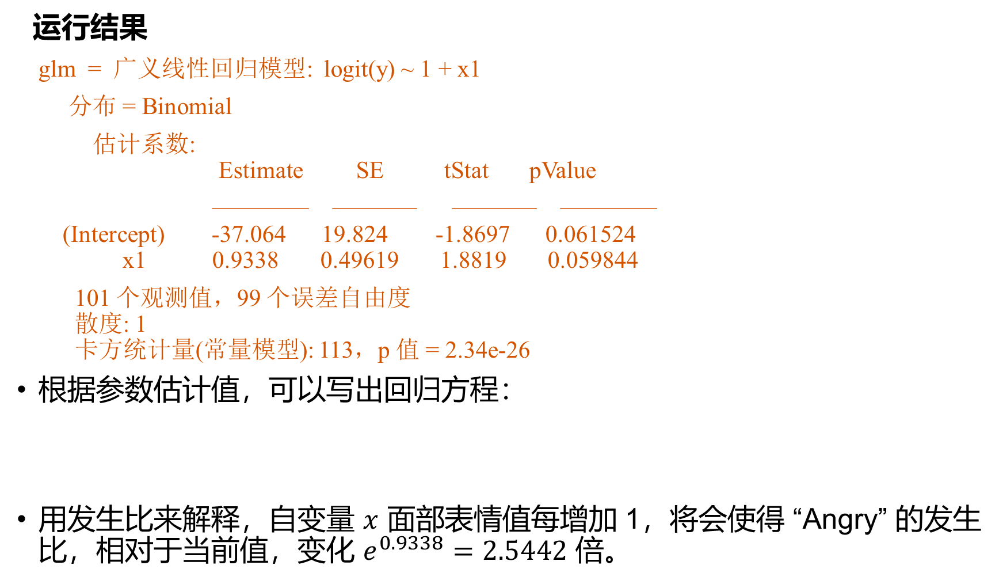 运行结果
glm = 广义线性回归模型: logit(y) ~ 1 + x1
分布 = Binomial
估计系数:
Estimate SE tStat pValue
(Intercept) -37.064 19.824 -1.8697 0.061524
x1 0.9338 0.49619 1.8819 0.059844
101 个观测值，99 个误差自由度
散度: 1
卡方统计量(常量模型): 113，p 值 = 2.34e-26
• 根据参数估计值，可以写出回归方程：
• 用发生比来解释，自变量 x 面部表情值每增加 1，将会使得 “Angry” 的发生
比，相对于当前值，变化 e^0.9338 = 2.5442 倍。